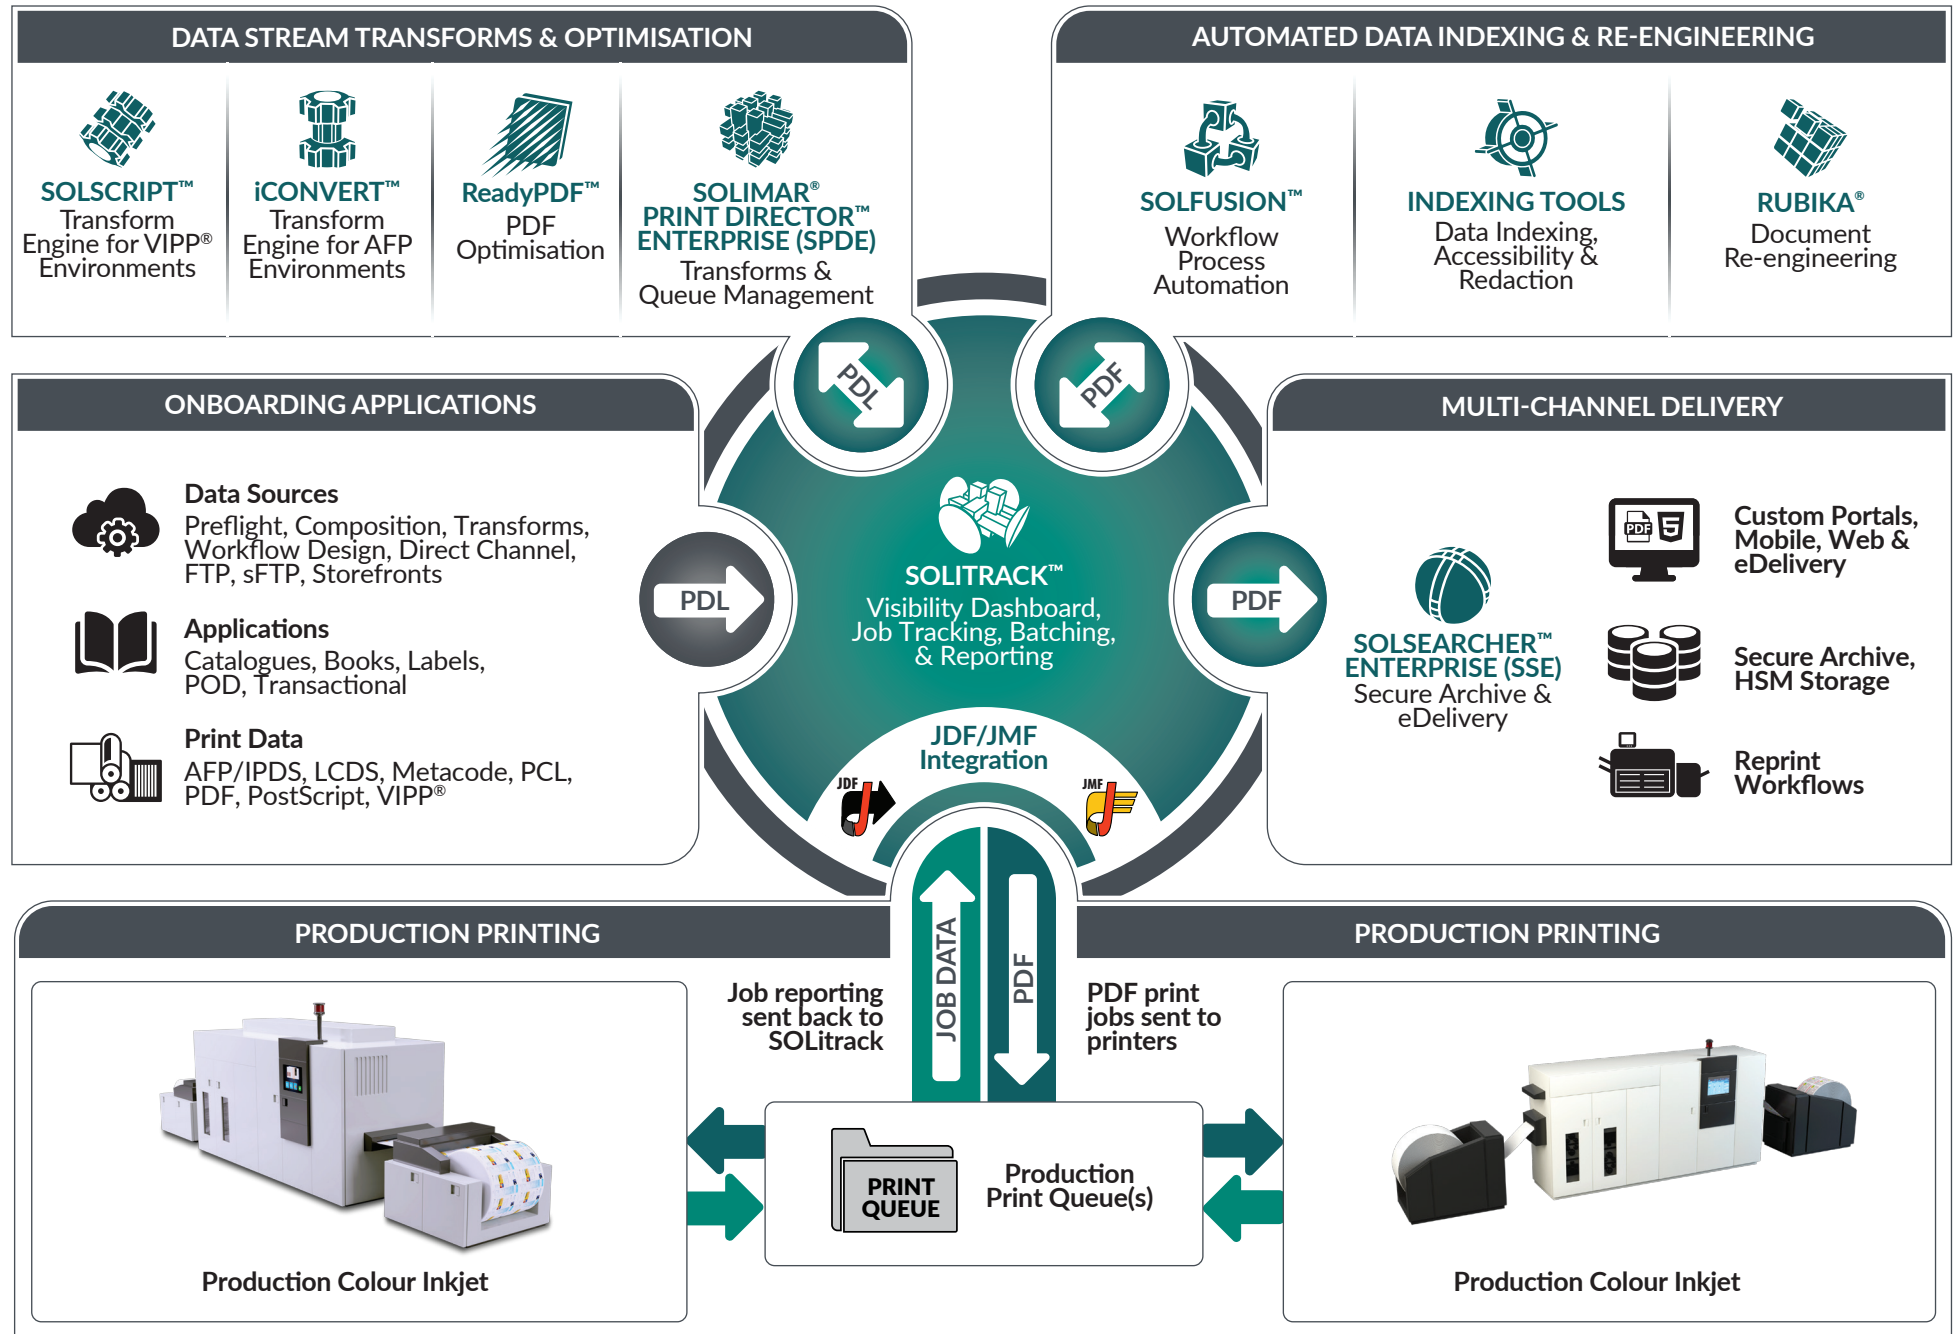 DATA STREAM TRANSFORMS & OPTIMISATION
SOLSCRIPT™
Transform
Engine for VIPP®
Environments
iCONVERT™
Transform
Engine for AFP
Environments
ReadyPDF™
PDF
Optimisation
SOLIMAR®
PRINT DIRECTOR™
ENTERPRISE (SPDE)
Transforms &
Queue Management
AUTOMATED DATA INDEXING & RE-ENGINEERING
SOLFUSION™
Workflow
Process
Automation
INDEXING TOOLS
Data Indexing,
Accessibility &
Redaction
RUBIKA®
Document
Re-engineering
PDL
PDF
ONBOARDING APPLICATIONS
Data Sources
Preflight, Composition, Transforms,
Workflow Design, Direct Channel,
FTP, sFTP, Storefronts
Applications
Catalogues, Books, Labels,
POD, Transactional
Print Data
AFP/IPDS, LCDS, Metacode, PCL,
PDF, PostScript, VIPP®
PDL
SOLITRACK™
Visibility Dashboard,
Job Tracking, Batching,
& Reporting
JDF/JMF
Integration
JDF
JMF
PDF
MULTI-CHANNEL DELIVERY
SOLSEARCHER™
ENTERPRISE (SSE)
Secure Archive &
eDelivery
PDF
5
Custom Portals,
Mobile, Web &
eDelivery
Secure Archive,
HSM Storage
Reprint
Workflows
PRODUCTION PRINTING
Job reporting
sent back to
SOLitrack
JOB DATA
PDF
PDF print
jobs sent to
printers
PRODUCTION PRINTING
Production Colour Inkjet
PRINT
QUEUE
Production
Print Queue(s)
Production Colour Inkjet